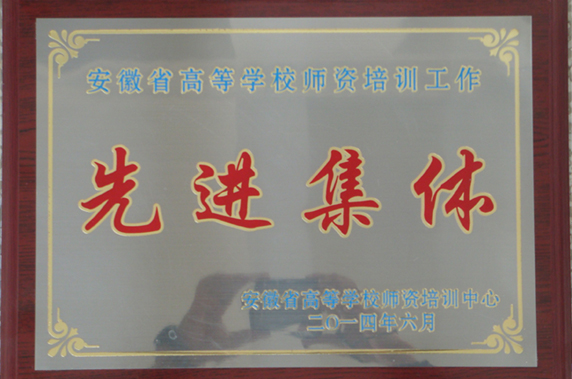 安徽省高等学校师资培训工作
先进集体
安徽省高等学校师资培训中心
二〇一四年六月